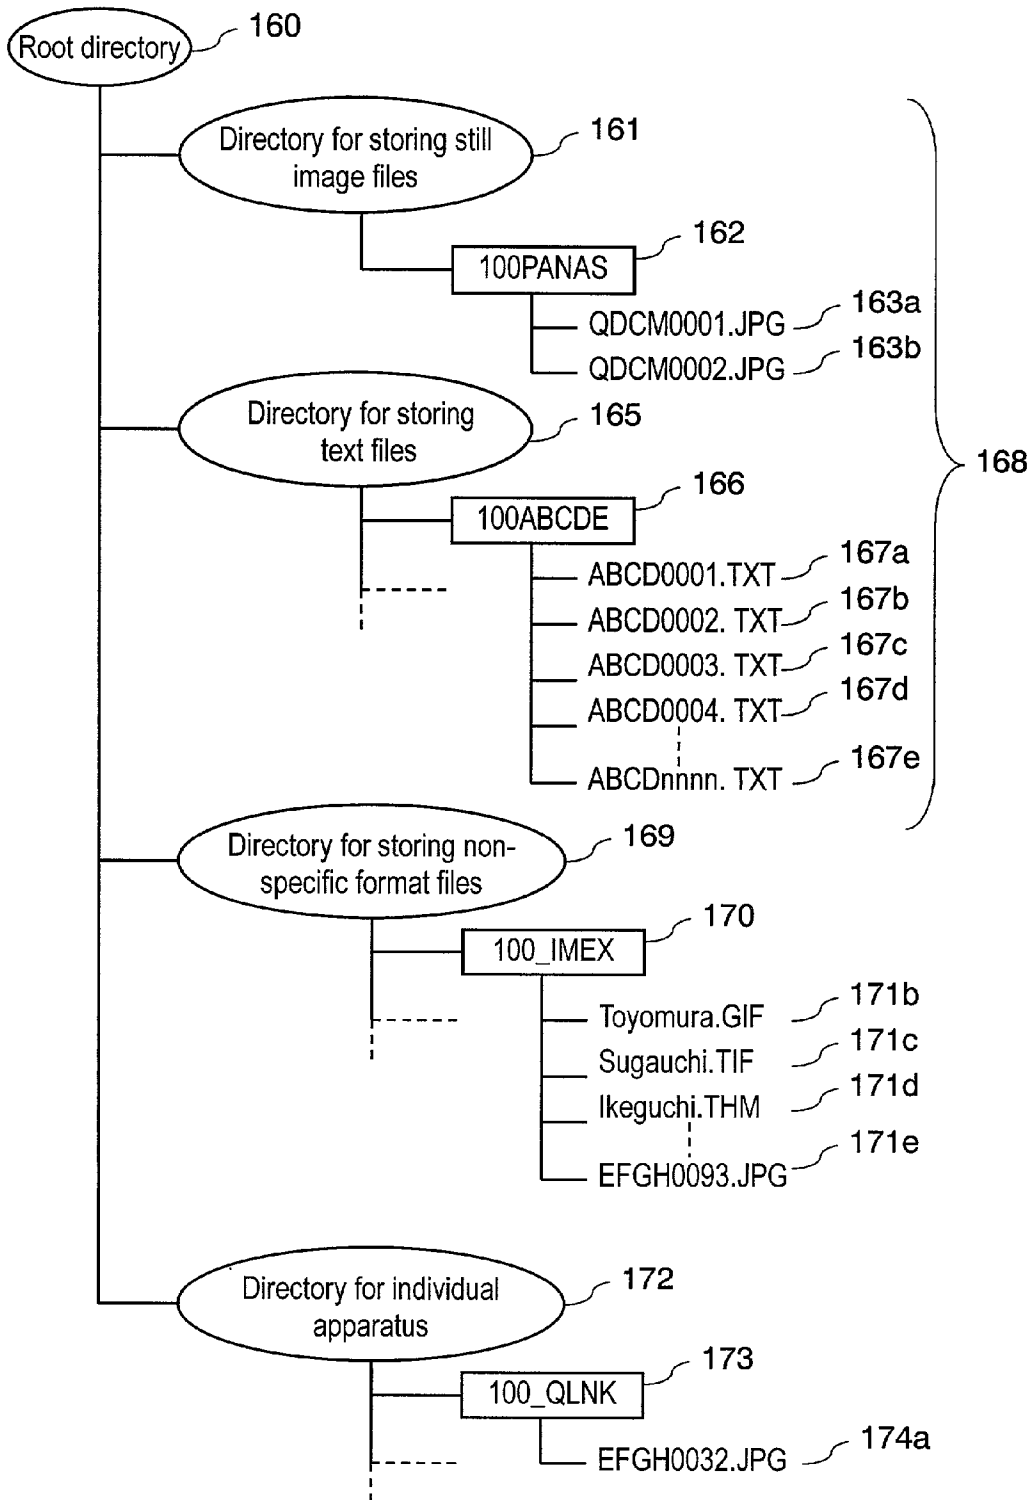 Root directory
160
Directory for storing still
image files
161
100PANAS
162
QDCM0001.JPG
163a
QDCM0002.JPG
163b
Directory for storing
text files
165
168
100ABCDE
166
ABCD0001.TXT
167a
ABCD0002. TXT
167b
ABCD0003. TXT
167c
ABCD0004. TXT
167d
ABCDnnnn. TXT
167e
Directory for storing non-
specific format files
169
100_IMEX
170
Toyomura.GIF
171b
Sugauchi.TIF
171c
Ikeguchi.THM
171d
EFGH0093.JPG
171e
Directory for individual
apparatus
172
100_QLNK
173
EFGH0032.JPG
174a